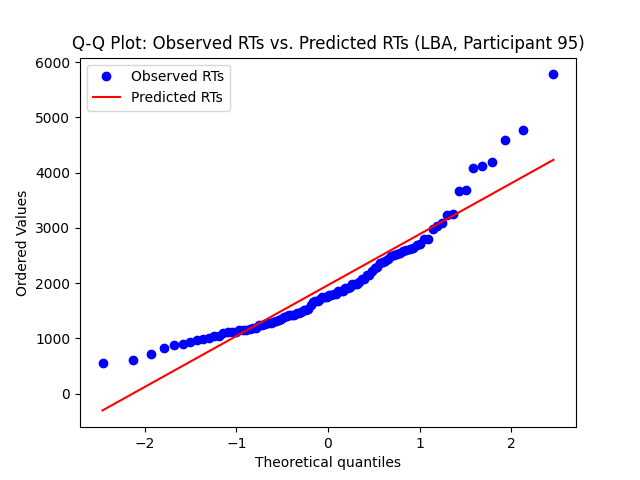 Q-Q Plot: Observed RTs vs. Predicted RTs (LBA, Participant 95)
Observed RTs
Predicted RTs
6000
5000
4000
3000
2000
1000
0
Ordered Values
−2
−1
0
1
2
Theoretical quantiles